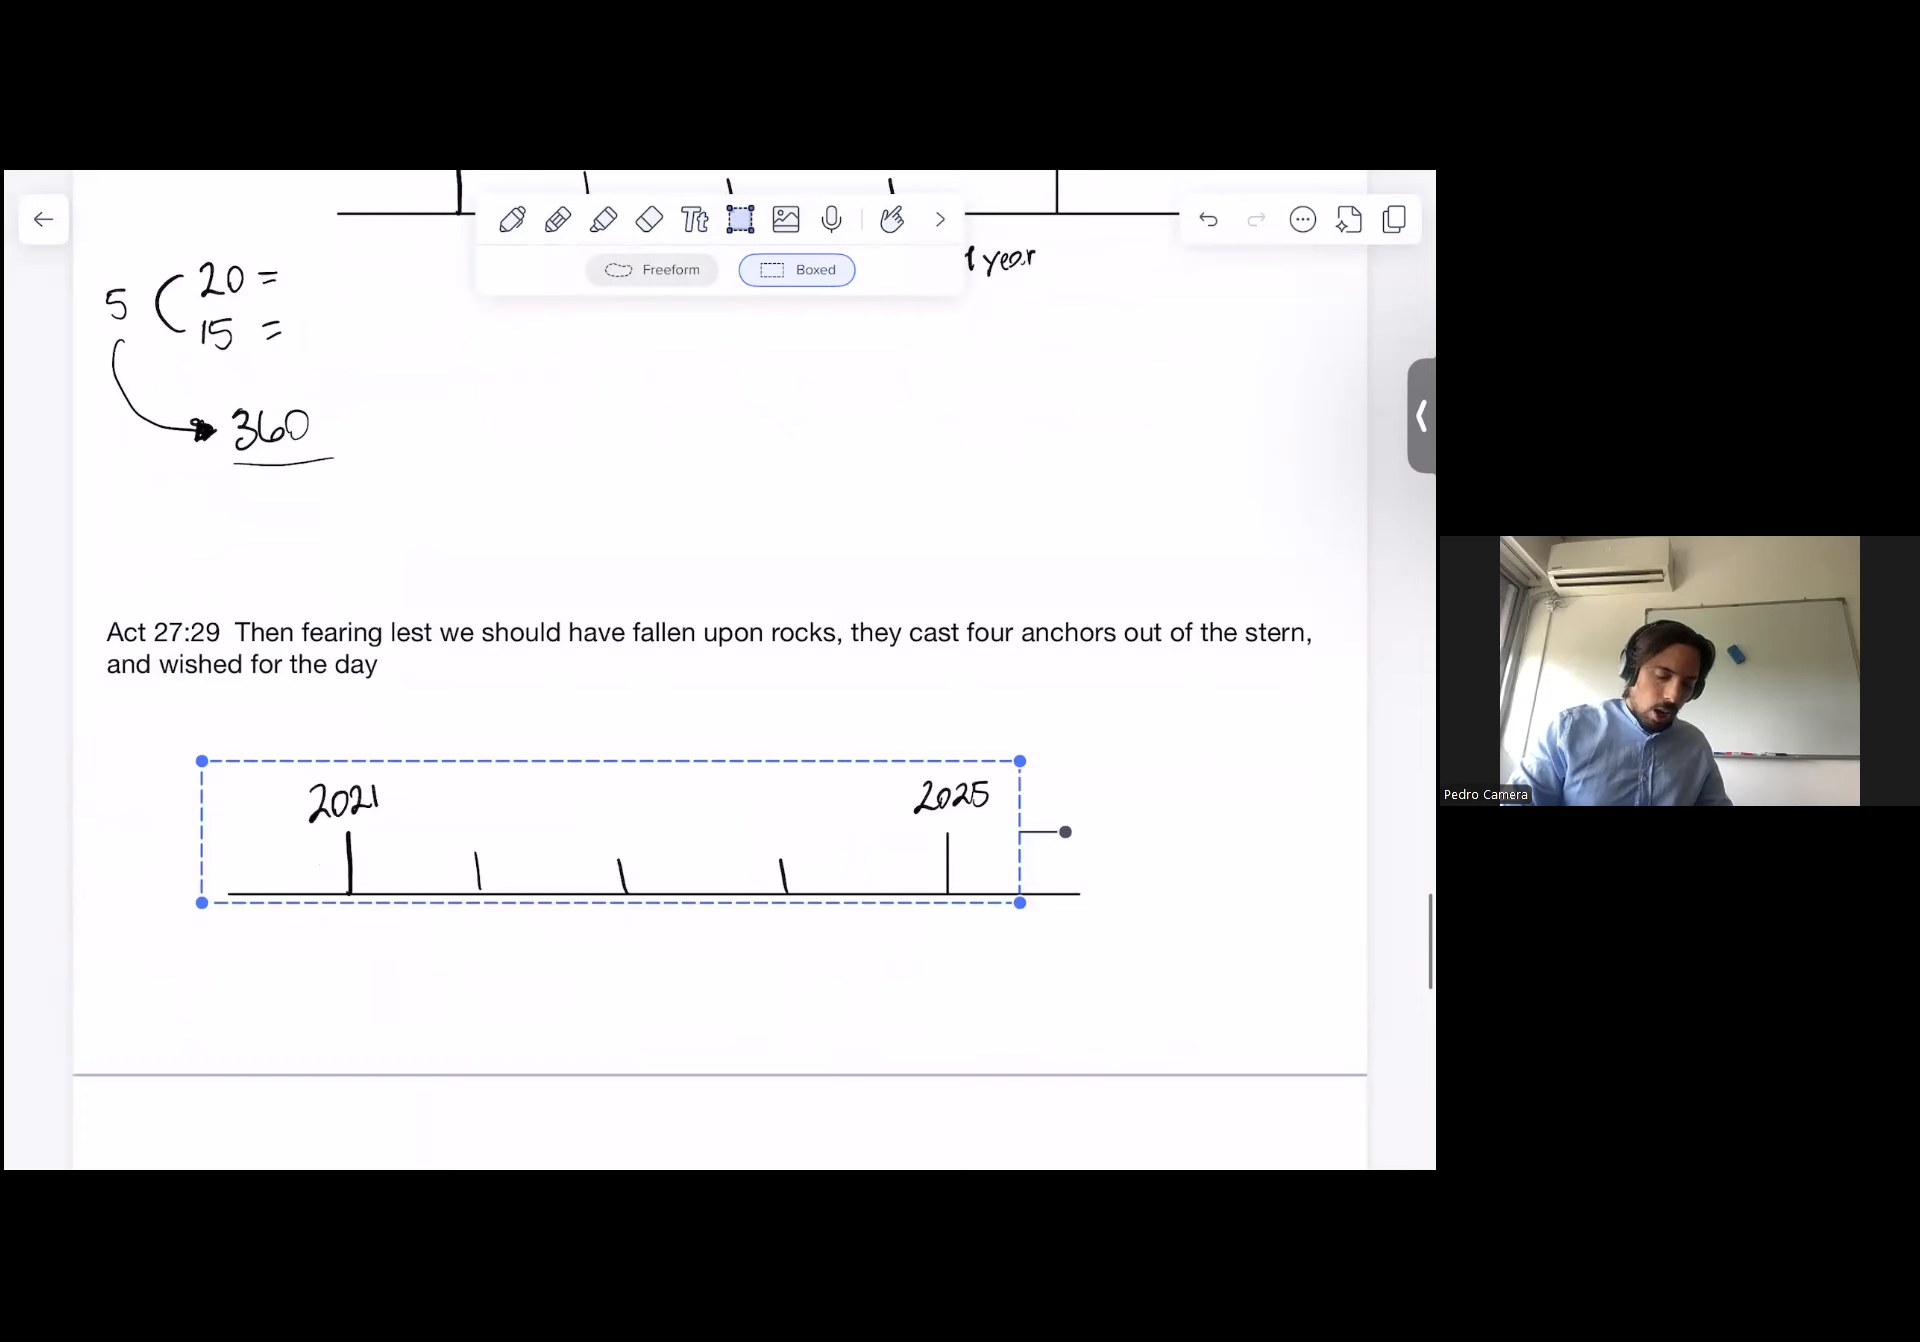 Tt
Freeform
Boxed
1 year
5
20 =
15 =
360
Act 27:29 Then fearing lest we should have fallen upon rocks, they cast four anchors out of the stern,
and wished for the day
2021
2025
Pedro Camera